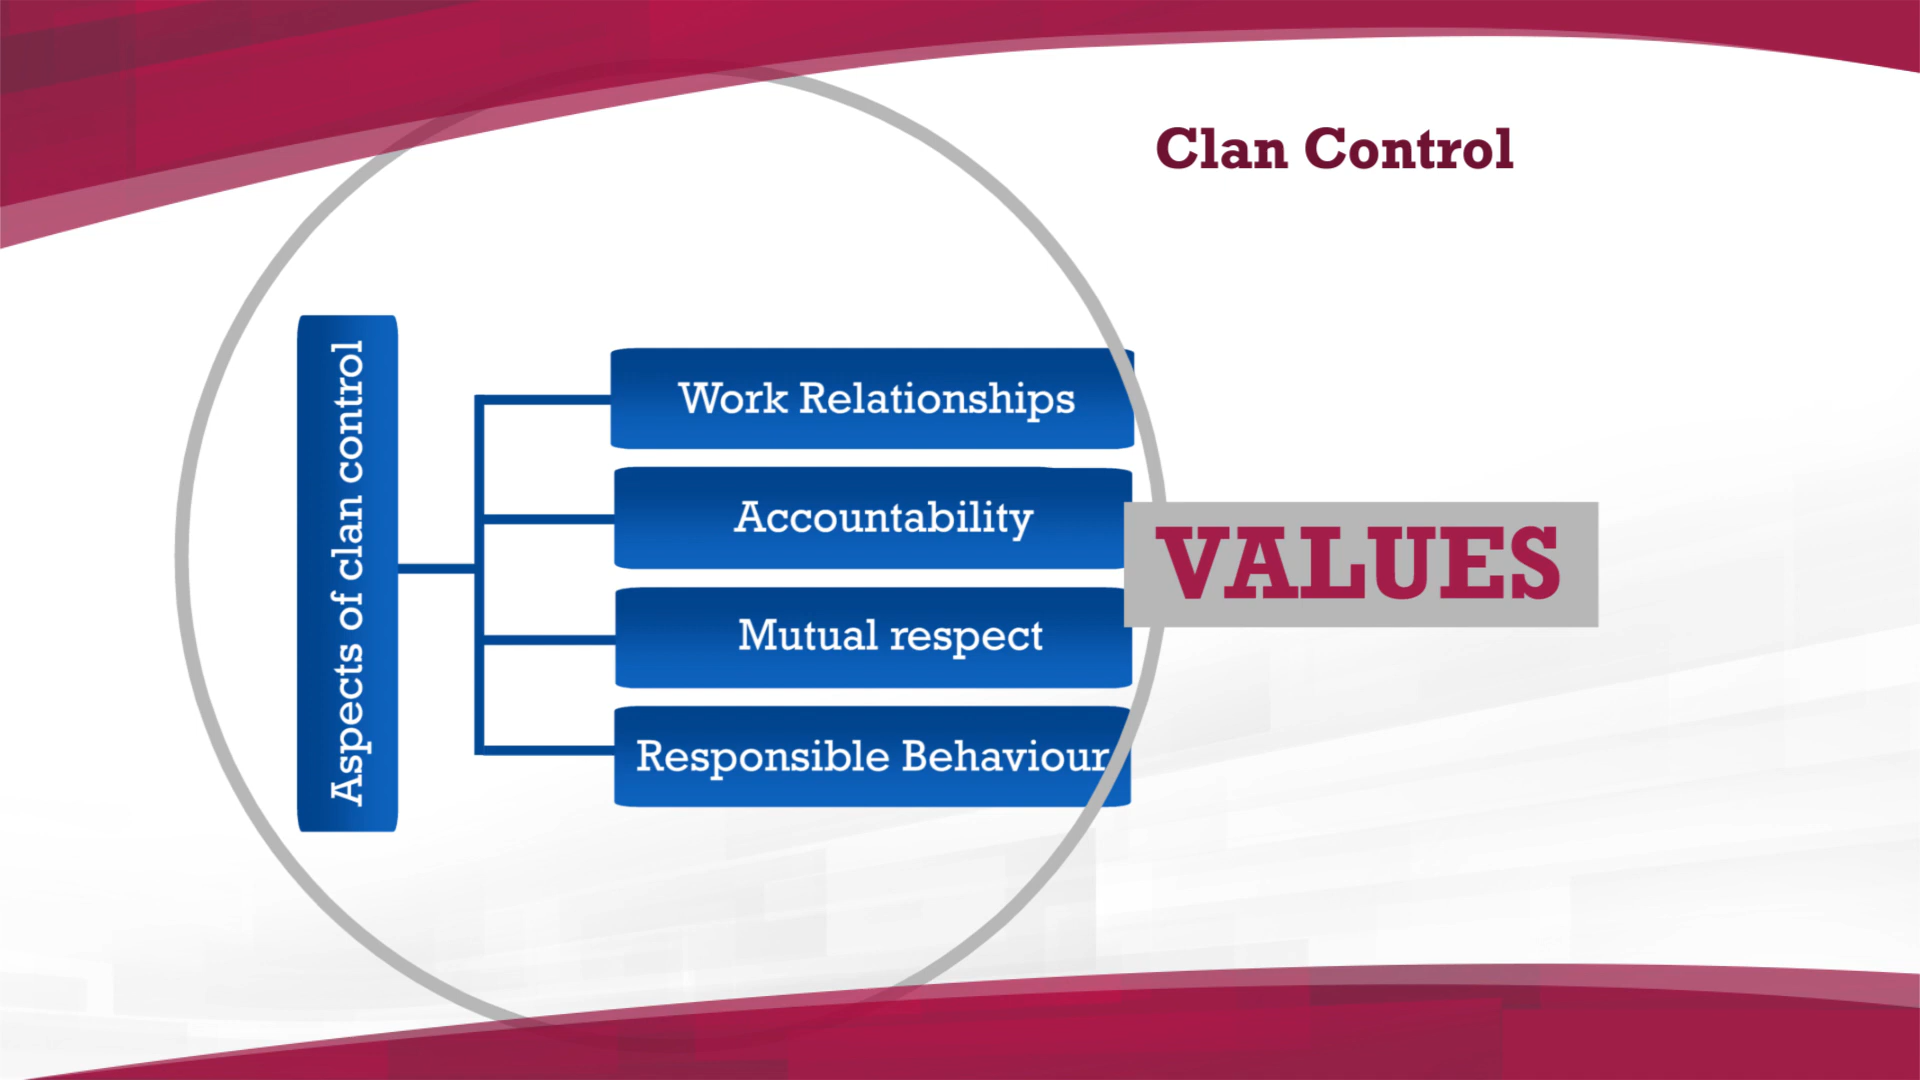 Clan Control
Aspects of clan control
Work Relationships
Accountability
Mutual respect
Responsible Behaviour
VALUES